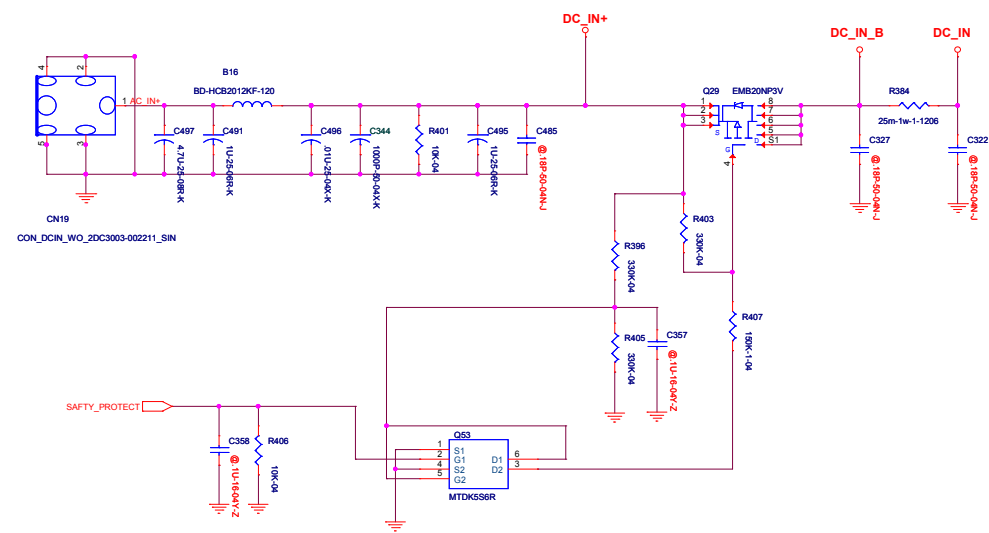 DC_IN+
DC_IN_B
DC_IN
B16
BD-HCB2012KF-120
Q29
EMB20NP3V
R384
25m-1w-1-1206
4
2
1
AC_IN+
5
3
C497
4.7U-25-08R-K
C491
1U-25-06R-K
C496
.01U-25-04X-K
C344
1000P-50-04X-K
R401
10K-04
C495
1U-25-06R-K
C485
@.18P-50-04N-J
1
2
3
S
G
D
4
8
7
6
5
S1
C327
@.18P-50-04N-J
C322
@.18P-50-04N-J
CN19
CON_DCIN_WO_2DC3003-002211_SIN
R403
330K-04
R396
330K-04
R407
150K-1-04
R405
330K-04
C357
@.1U-16-04Y-Z
SAFTY_PROTECT
C358
@.1U-16-04Y-Z
R406
10K-04
Q53
1
2
4
5
S1
G1
S2
G2
D1
D2
6
3
MTDK5S6R